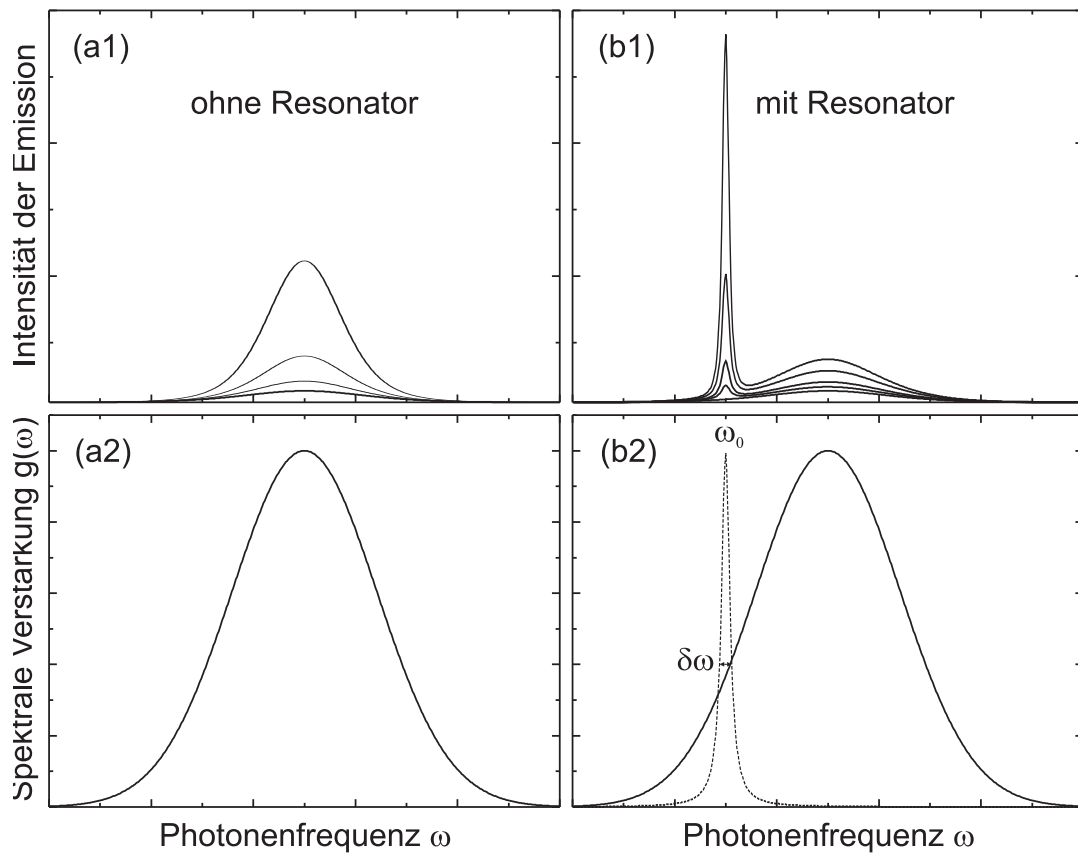 (a1)
ohne Resonator
Intensität der Emission
(b1)
mit Resonator
(a2)
Spektrale Verstarkung g(ω)
Photonenfrequenz ω
(b2)
ω₀
δω
Photonenfrequenz ω